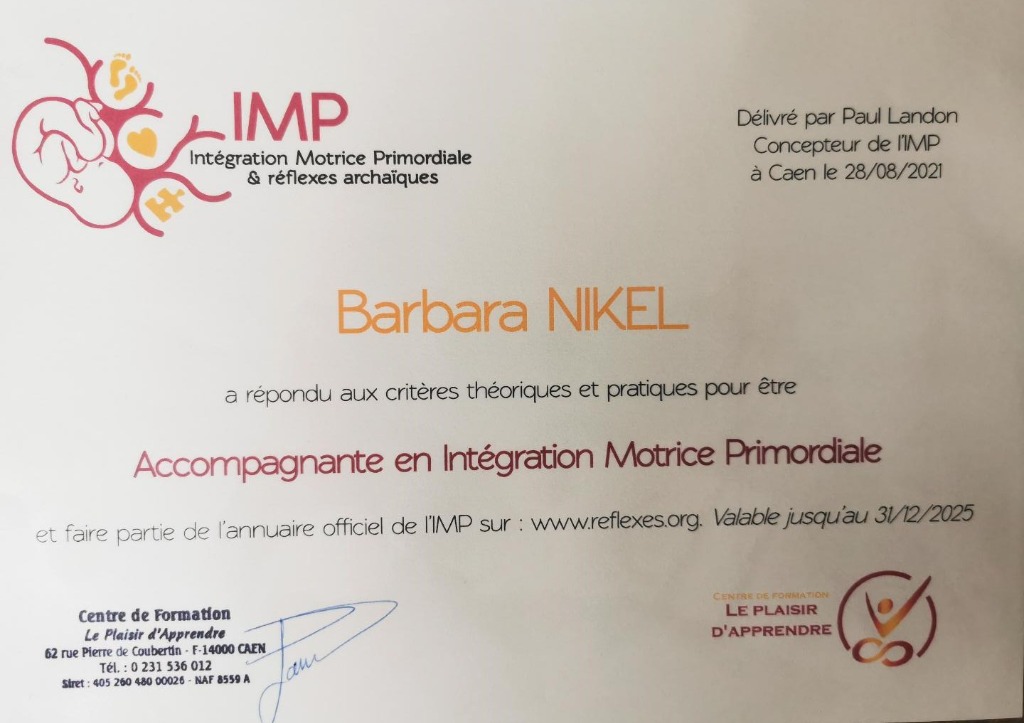 IMP
Intégration Motrice Primordiale
& réflexes archaïques
Délivré par Paul Landon
Concepteur de l'IMP
à Caen le 28/08/2021
Barbara NIKEL
a répondu aux critères théoriques et pratiques pour être
Accompagnante en Intégration Motrice Primordiale
et faire partie de l'annuaire officiel de l'IMP sur : www.reflexes.org. Valable jusqu'au 31/12/2025
Centre de Formation
Le Plaisir d'Apprendre
62 rue Pierre de Coubertin - F-14000 CAEN
Tél. : 0 231 536 012
Siret : 405 260 480 00026 - NAF 8559 A
CENTRE DE FORMATION
LE PLAISIR
D'APPRENDRE